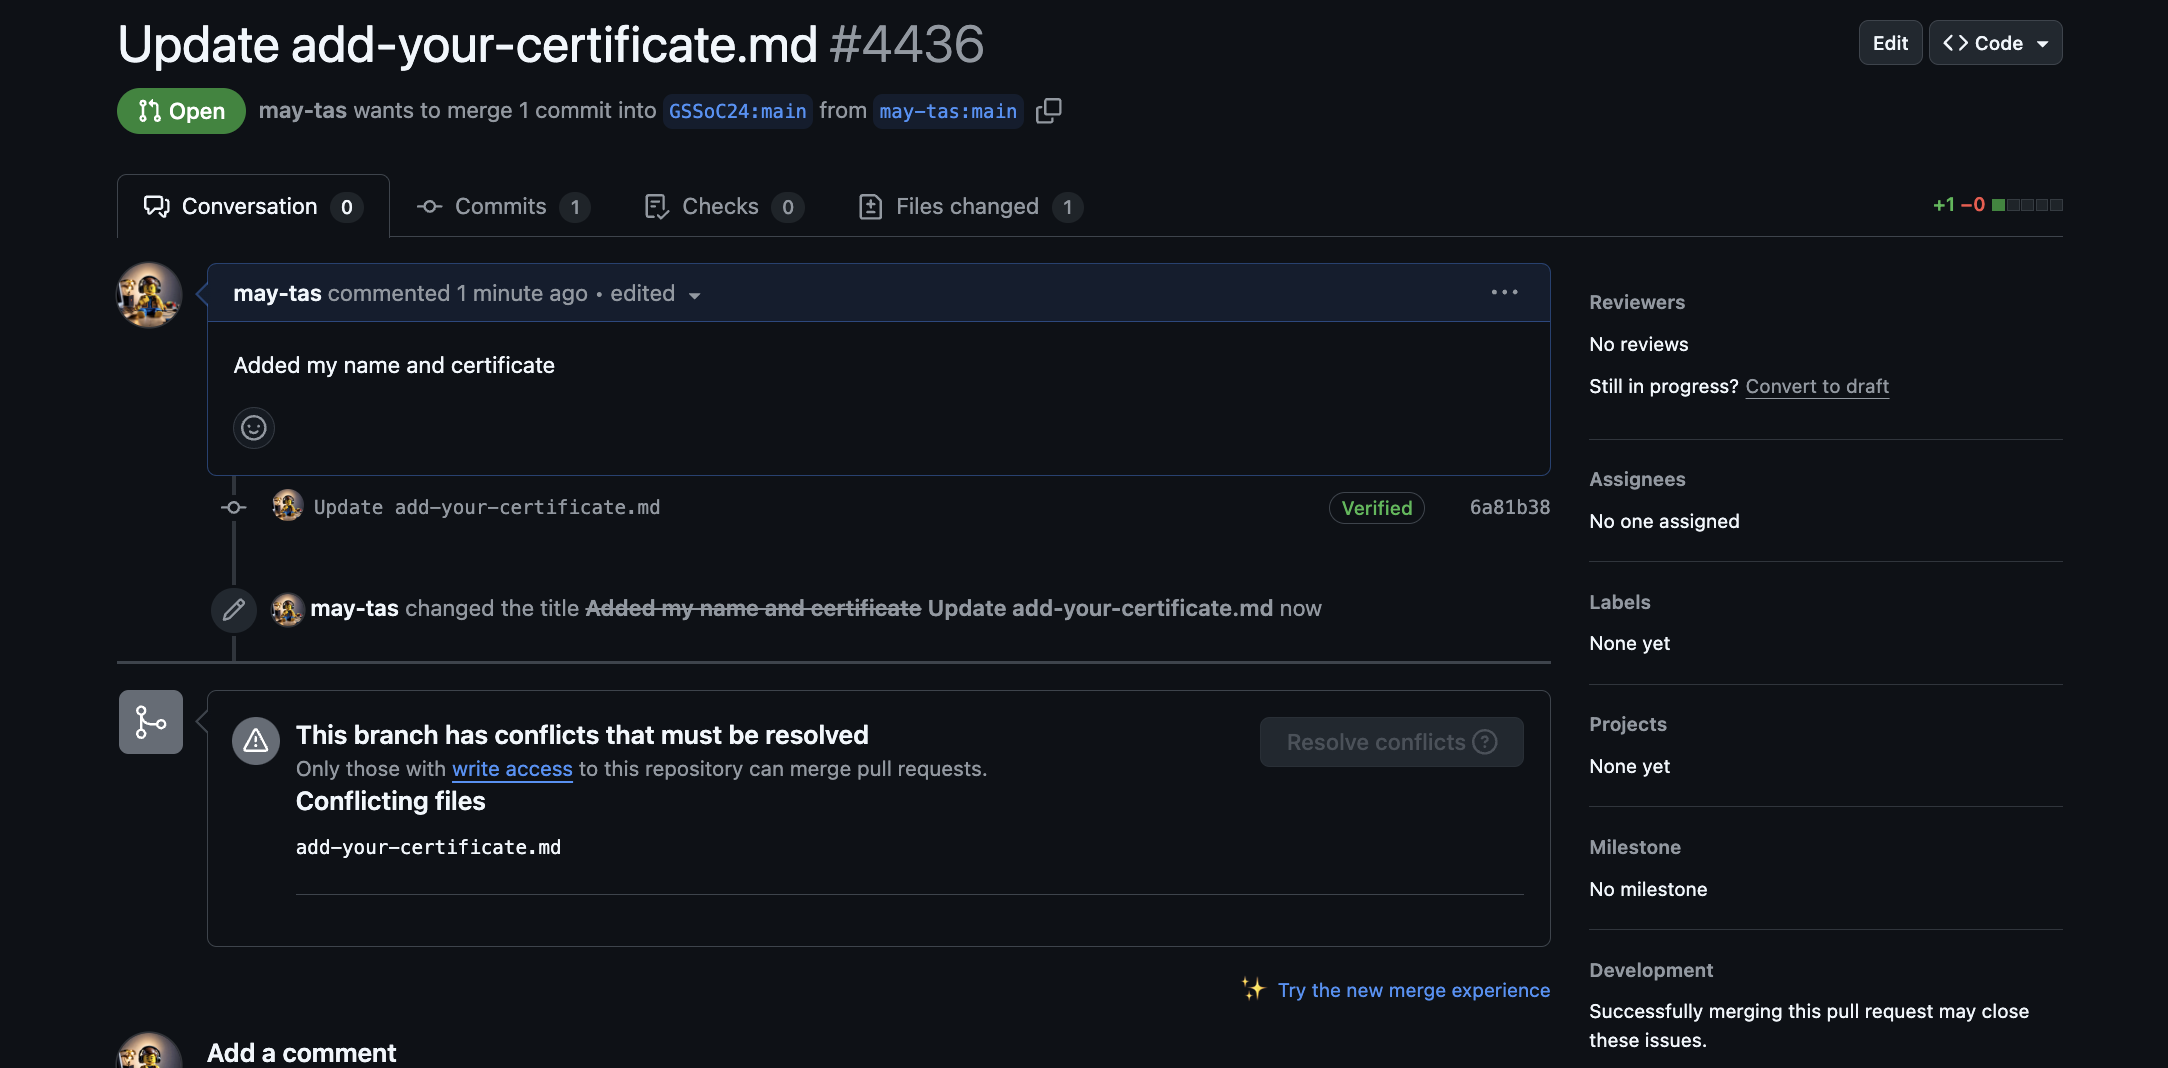 Update add-your-certificate.md #4436
Edit
Code
Open
may-tas wants to merge 1 commit into GSSoC24:main from may-tas:main
Conversation 0
Commits 1
Checks 0
Files changed 1
+1 −0
may-tas commented 1 minute ago • edited
Added my name and certificate
Update add-your-certificate.md
Verified
6a81b38
may-tas changed the title Added my name and certificate Update add-your-certificate.md now
This branch has conflicts that must be resolved
Only those with write access to this repository can merge pull requests.
Resolve conflicts
Conflicting files
add-your-certificate.md
Try the new merge experience
Add a comment
Reviewers
No reviews
Still in progress? Convert to draft
Assignees
No one assigned
Labels
None yet
Projects
None yet
Milestone
No milestone
Development
Successfully merging this pull request may close
these issues.